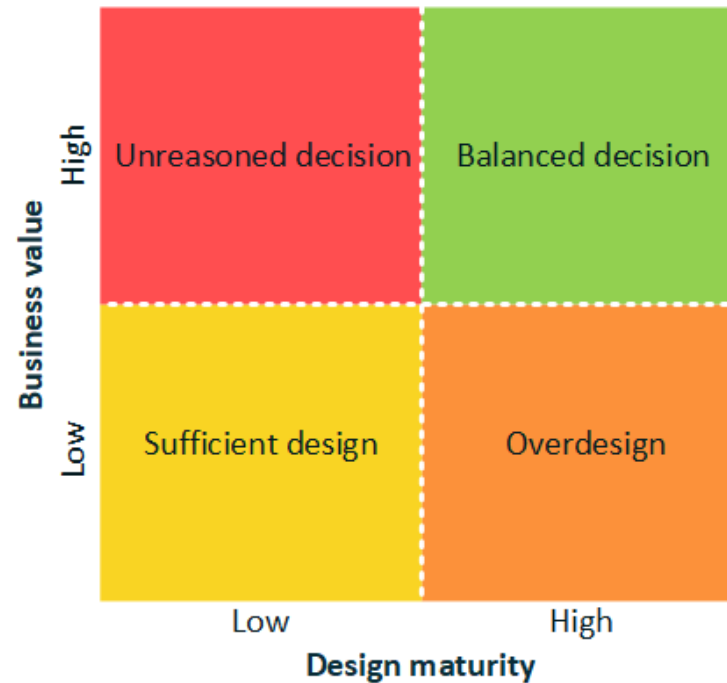 Business value
High
Unreasoned decision
Balanced decision
Low
Sufficient design
Overdesign
Low
High
Design maturity